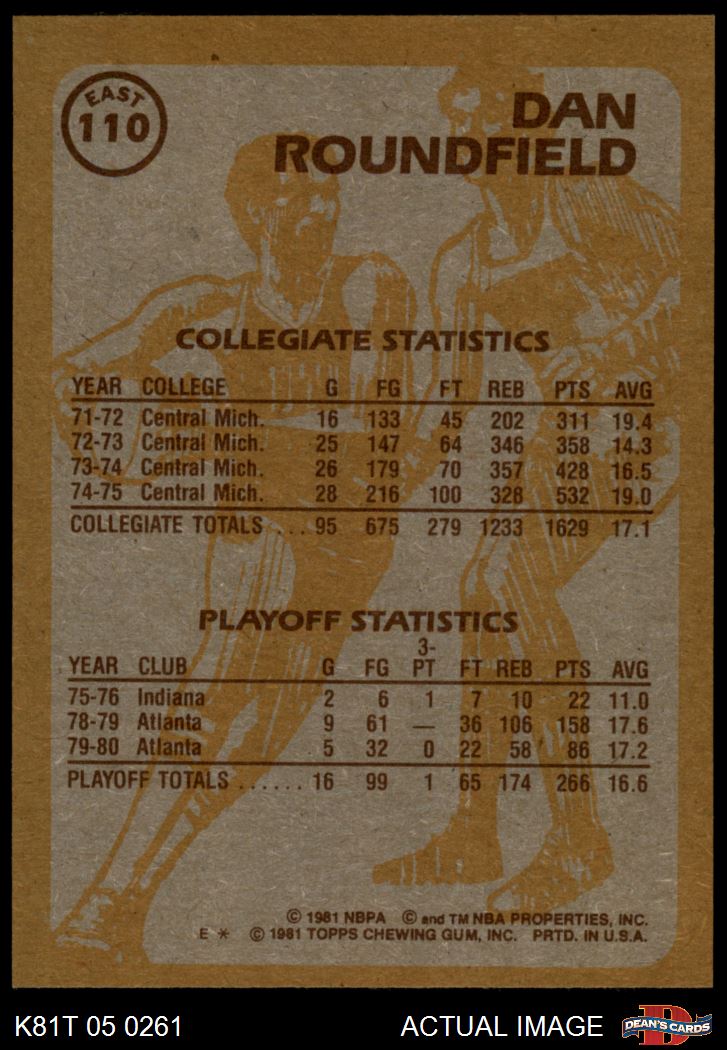 EAST
110
DAN
ROUNDFIELD
COLLEGIATE STATISTICS
YEAR COLLEGE G FG FT REB PTS AVG
71-72 Central Mich. 16 133 45 202 311 19.4
72-73 Central Mich. 25 147 64 346 358 14.3
73-74 Central Mich. 26 179 70 357 428 16.5
74-75 Central Mich. 28 216 100 328 532 19.0
COLLEGIATE TOTALS ... 95 675 279 1233 1629 17.1
PLAYOFF STATISTICS
YEAR CLUB G FG 3-PT FT REB PTS AVG
75-76 Indiana 2 6 1 7 10 22 11.0
78-79 Atlanta 9 61 — 36 106 158 17.6
79-80 Atlanta 5 32 0 22 58 86 17.2
PLAYOFF TOTALS ...... 16 99 1 65 174 266 16.6
© 1981 NBPA © and TM NBA PROPERTIES, INC.
E * © 1981 TOPPS CHEWING GUM, INC. PRTD. IN U.S.A.
K81T 05 0261 ACTUAL IMAGE D DEAN'S CARDS